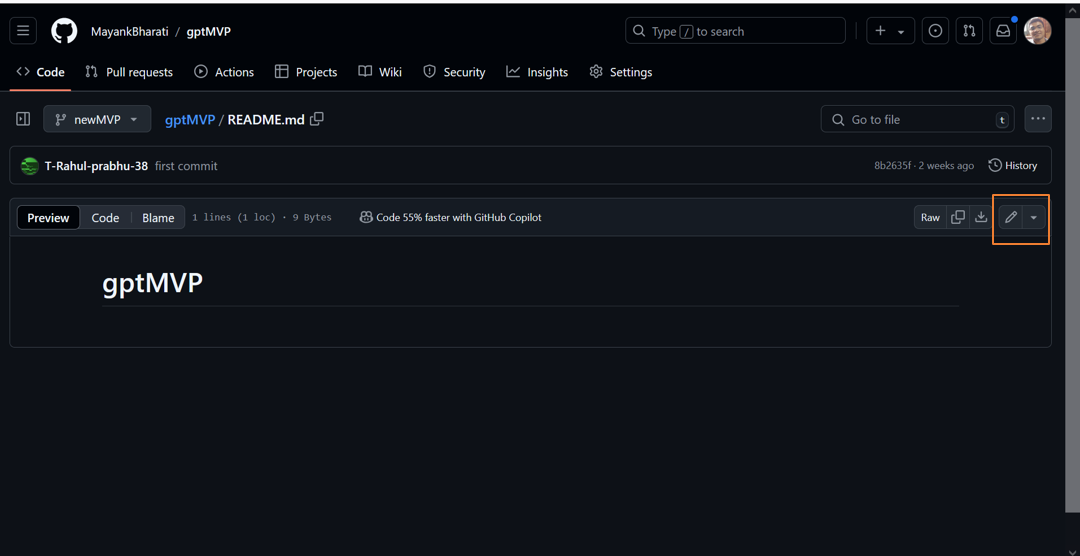 MayankBharati / gptMVP
Type / to search
Code Pull requests Actions Projects Wiki Security Insights Settings
newMVP gptMVP / README.md Go to file t
T-Rahul-prabhu-38 first commit 8b2635f · 2 weeks ago History
Preview Code Blame 1 lines (1 loc) · 9 Bytes Code 55% faster with GitHub Copilot Raw
gptMVP